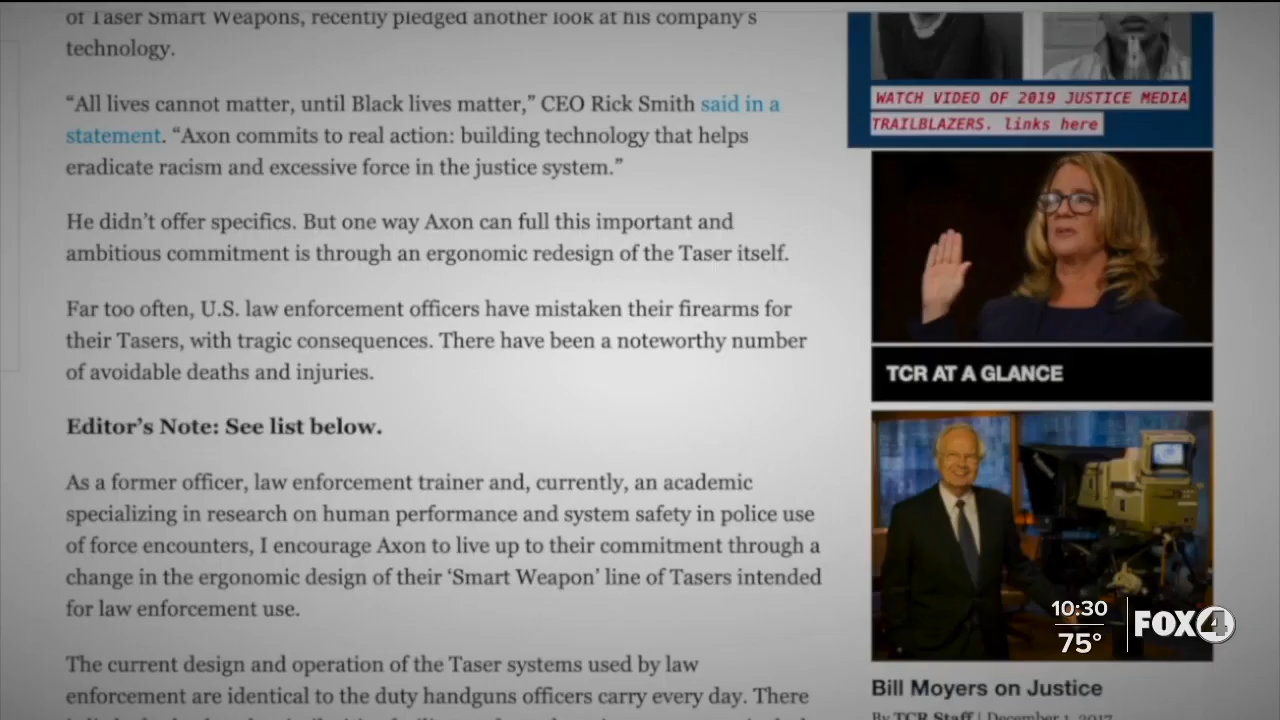 of Taser Smart Weapons, recently pledged another look at his company's
technology.
“All lives cannot matter, until Black lives matter,” CEO Rick Smith said in a
statement. “Axon commits to real action: building technology that helps
eradicate racism and excessive force in the justice system.”
He didn’t offer specifics. But one way Axon can full this important and
ambitious commitment is through an ergonomic redesign of the Taser itself.
Far too often, U.S. law enforcement officers have mistaken their firearms for
their Tasers, with tragic consequences. There have been a noteworthy number
of avoidable deaths and injuries.
Editor’s Note: See list below.
As a former officer, law enforcement trainer and, currently, an academic
specializing in research on human performance and system safety in police use
of force encounters, I encourage Axon to live up to their commitment through a
change in the ergonomic design of their ‘Smart Weapon’ line of Tasers intended
for law enforcement use.
The current design and operation of the Taser systems used by law
enforcement are identical to the duty handguns officers carry every day. There
WATCH VIDEO OF 2019 JUSTICE MEDIA
TRAILBLAZERS. links here
TCR AT A GLANCE
Bill Moyers on Justice
By TCR Staff | December 1, 2017
10:30
75°
FOX 4